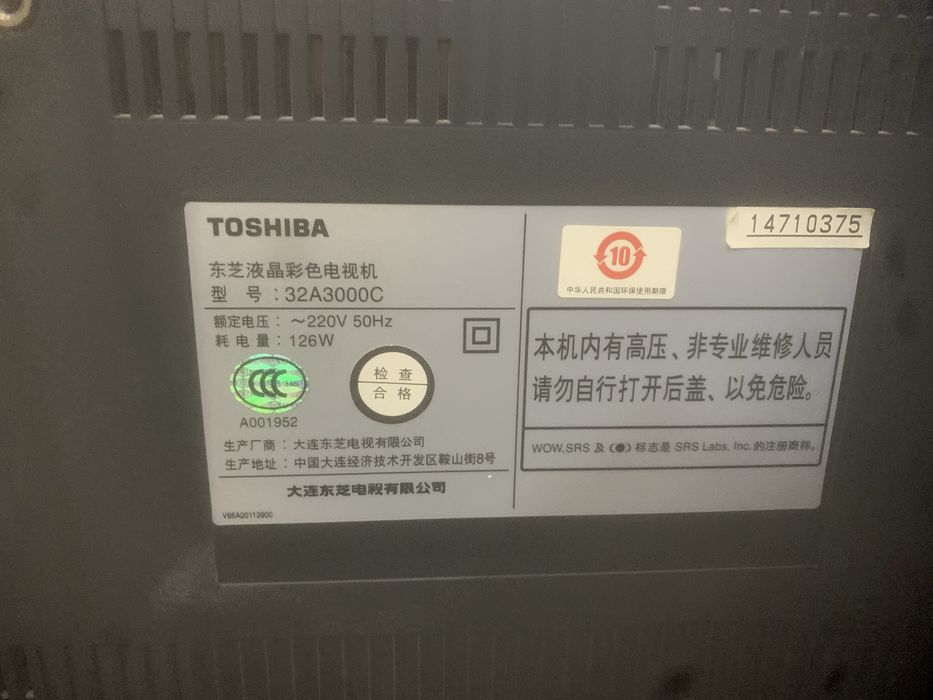 TOSHIBA
东芝液晶彩色电视机
型 号：32A3000C
额定电压：～220V 50Hz
耗 电 量：126W
CCC(S&E)
A001952
检 查
合 格
生产厂商：大连东芝电视有限公司
生产地址：中国大连经济技术开发区鞍山街8号
大连东芝电视有限公司
V66A00113900
14710375
10
中华人民共和国环保使用期限
本机内有高压、非专业维修人员
请勿自行打开后盖、以免危险。
WOW,SRS 及 (●) 标志是 SRS Labs, Inc. 的注册商标。